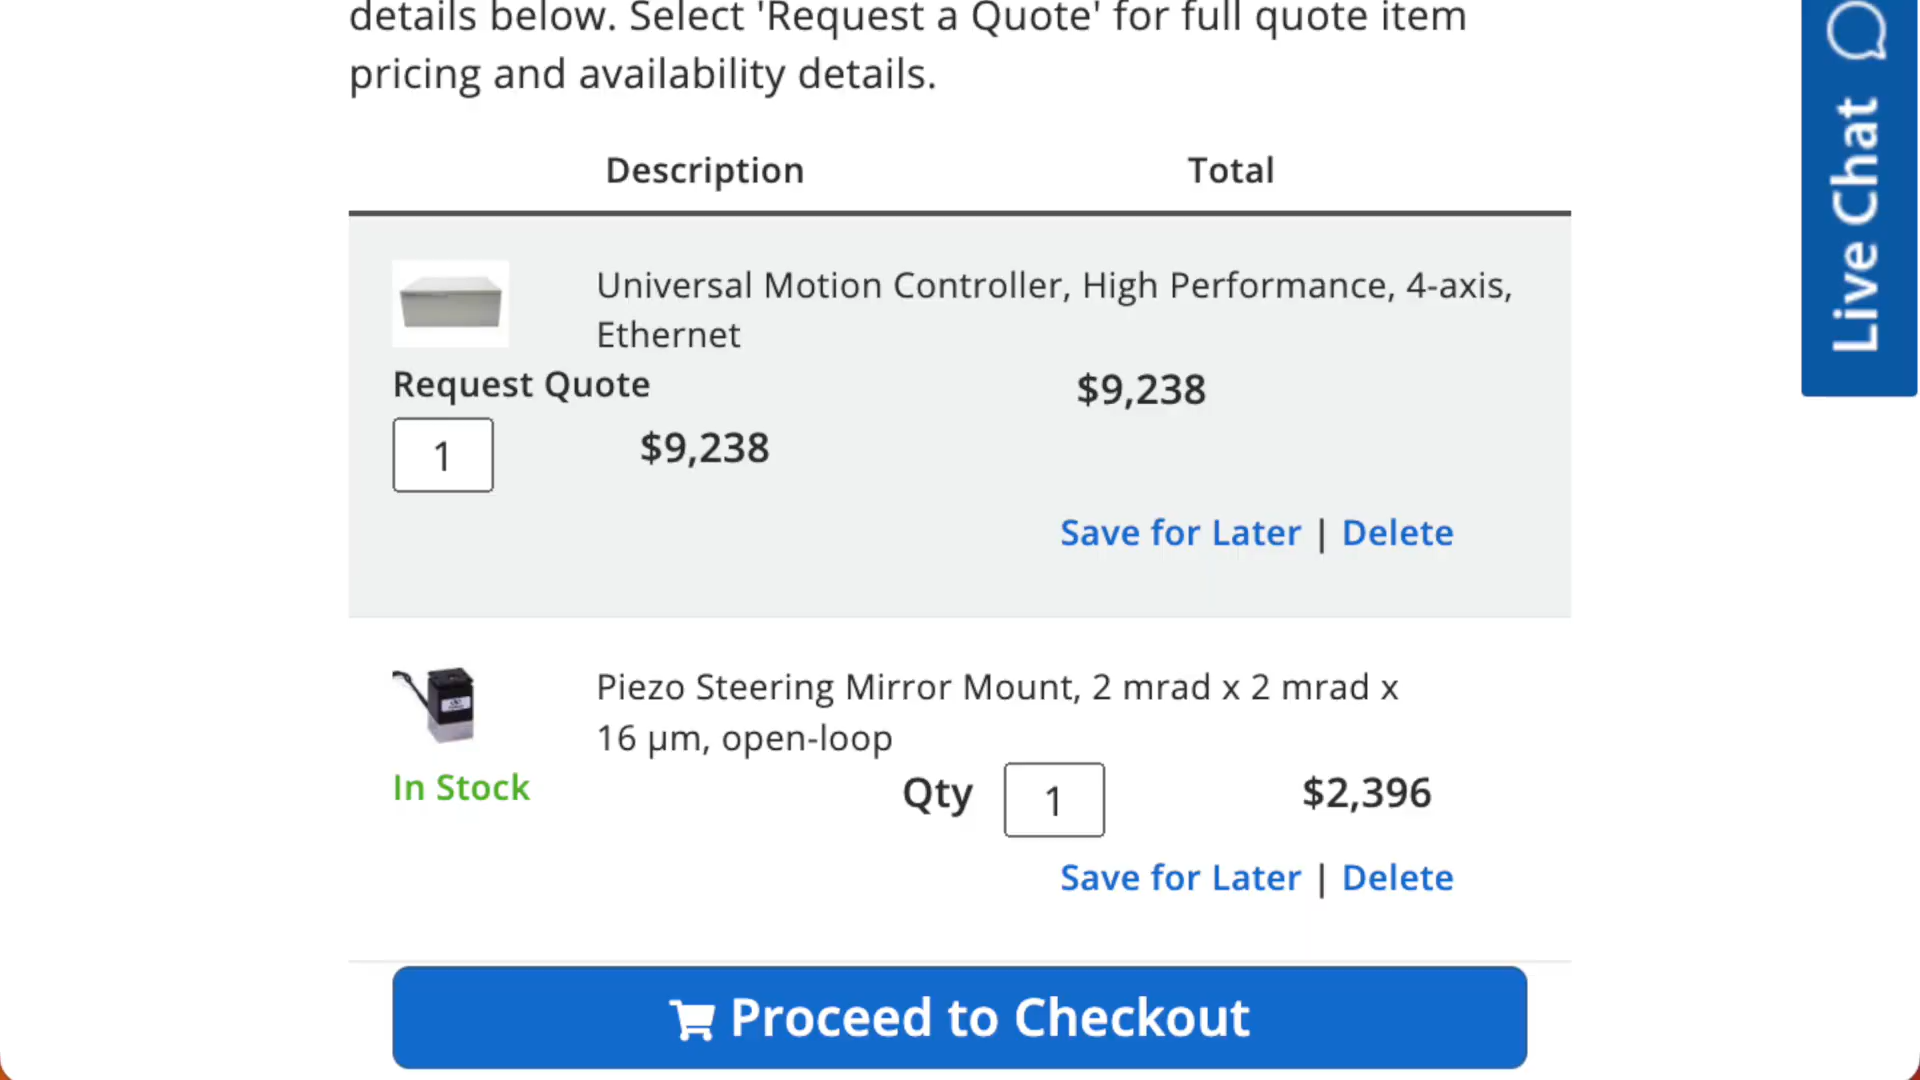 details below. Select 'Request a Quote' for full quote item
pricing and availability details.
Description Total
Universal Motion Controller, High Performance, 4-axis,
Ethernet
Request Quote $9,238
1 $9,238
Save for Later | Delete
Piezo Steering Mirror Mount, 2 mrad x 2 mrad x
16 µm, open-loop
In Stock Qty 1 $2,396
Save for Later | Delete
Proceed to Checkout
Live Chat